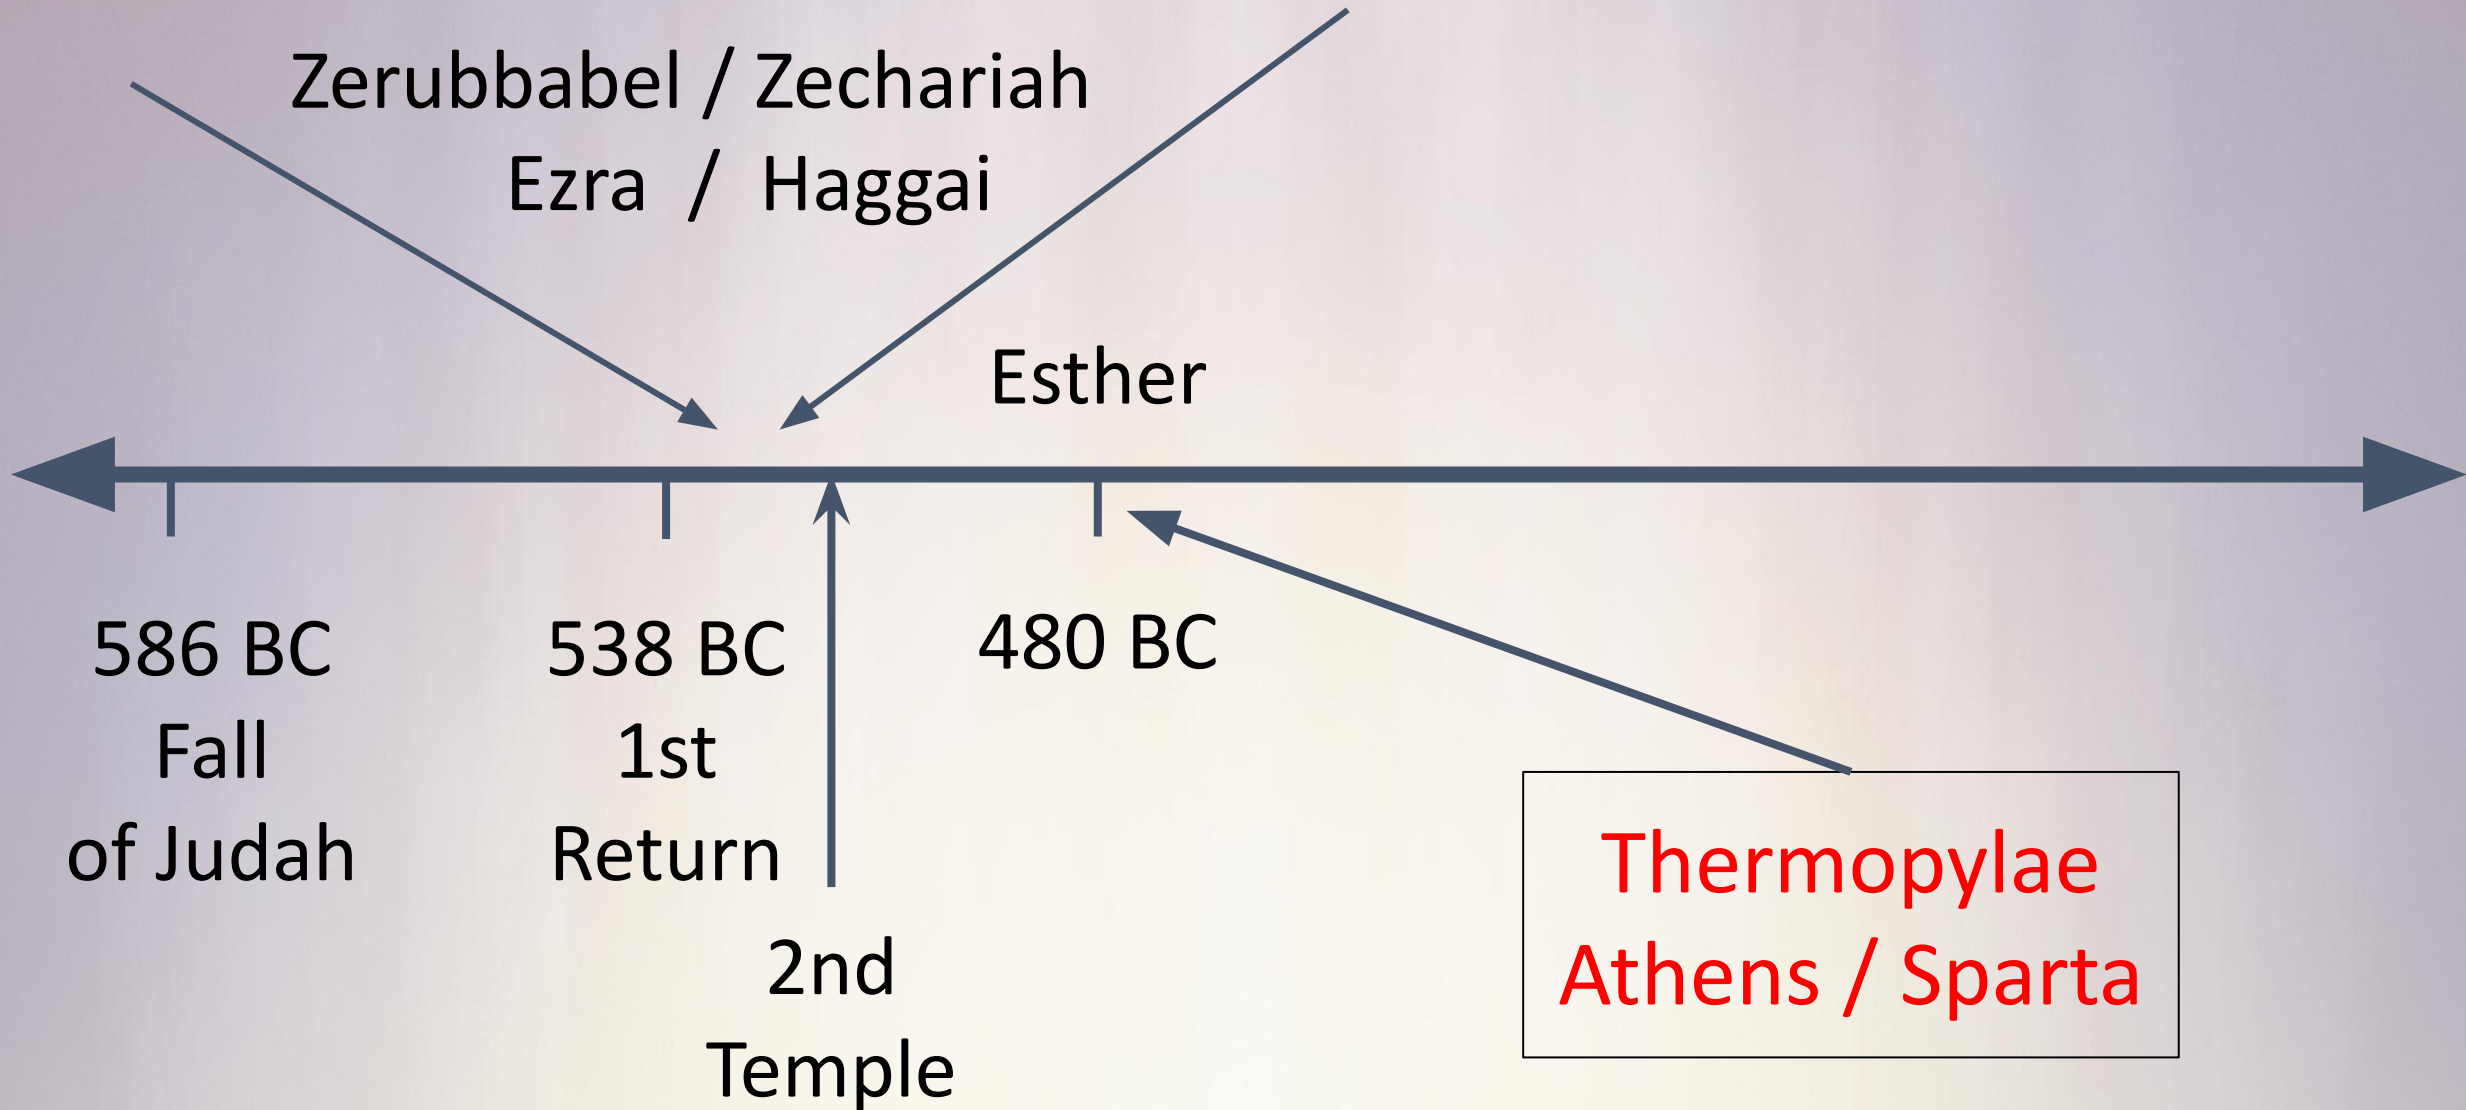 Zerubbabel / Zechariah
Ezra / Haggai
Esther
586 BC
Fall
of Judah
538 BC
1st
Return
2nd
Temple
480 BC
Thermopylae
Athens / Sparta